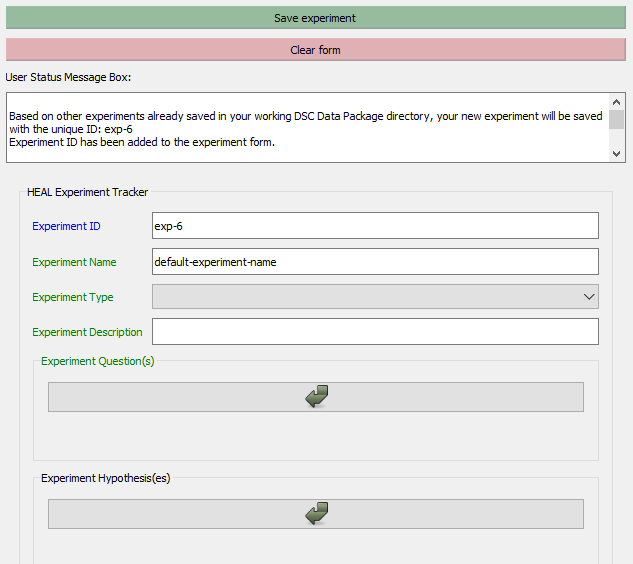 Save experiment
Clear form
User Status Message Box:
Based on other experiments already saved in your working DSC Data Package directory, your new experiment will be saved
with the unique ID: exp-6
Experiment ID has been added to the experiment form.
HEAL Experiment Tracker
Experiment ID
exp-6
Experiment Name
default-experiment-name
Experiment Type
Experiment Description
Experiment Question(s)
Experiment Hypothesis(es)